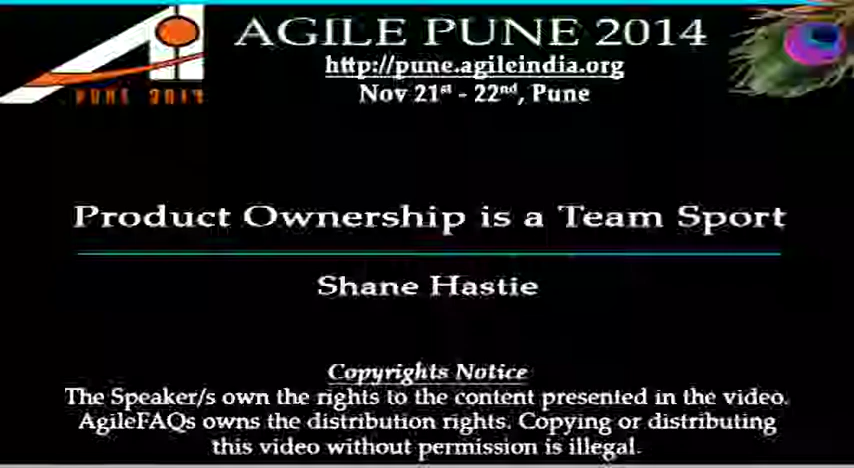 AGILE PUNE 2014
http://pune.agileindia.org
Nov 21st - 22nd, Pune
PUNE 2014
Product Ownership is a Team Sport
Shane Hastie
Copyrights Notice
The Speaker/s own the rights to the content presented in the video.
AgileFAQs owns the distribution rights. Copying or distributing
this video without permission is illegal.